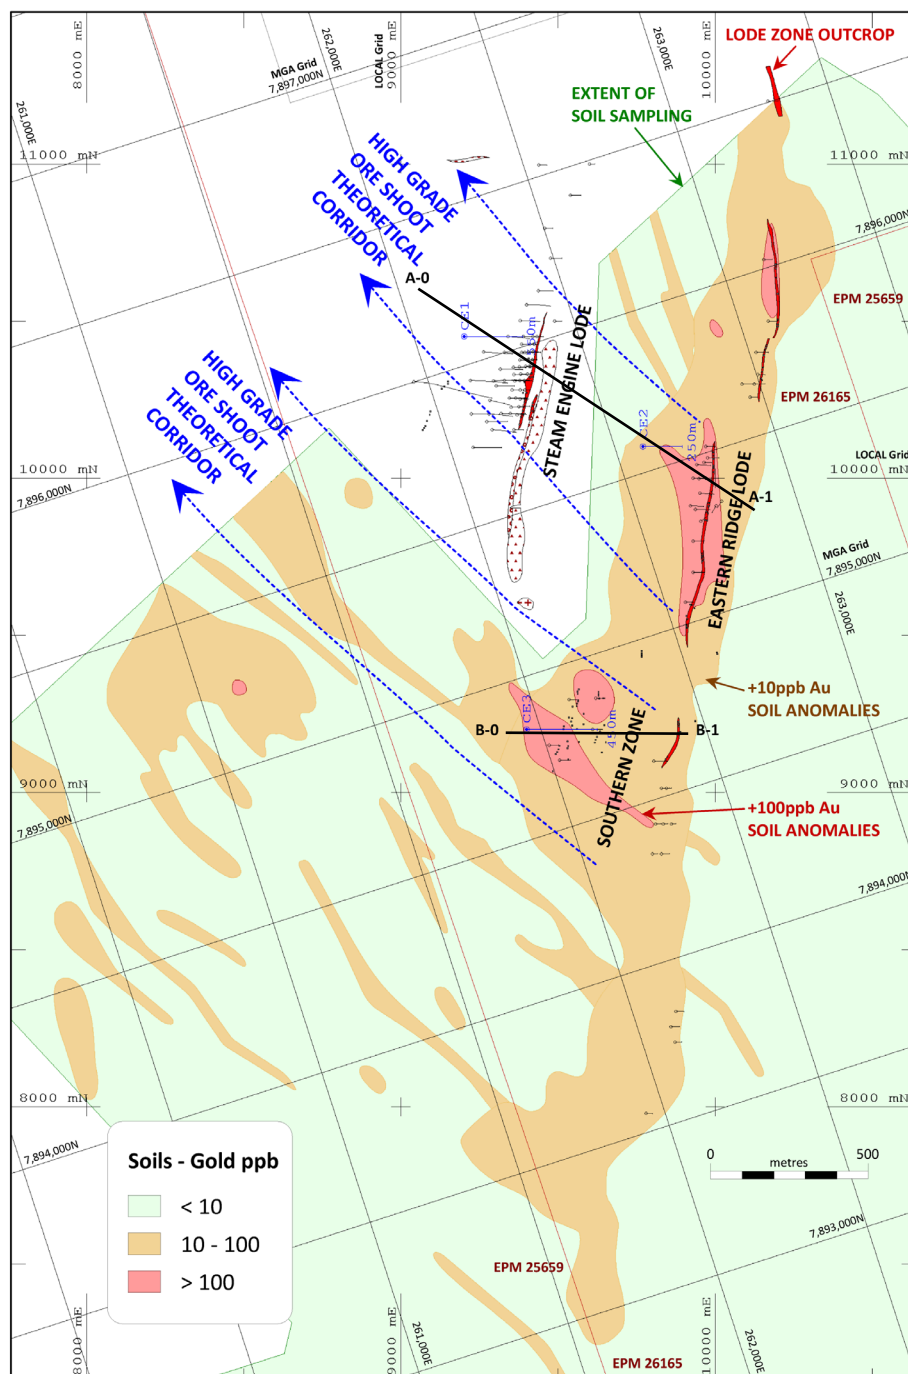 8000 mE
262,000E
MGA Grid
7,897,000N
LOCAL Grid
9000 mE
263,000E
10000 mE
LODE ZONE OUTCROP
261,000E
EXTENT OF
SOIL SAMPLING
11000 mN
11000 mN
HIGH GRADE
ORE SHOOT
THEORETICAL
CORRIDOR
7,896,000N
A-0
EPM 25659
CE1
250m
STEAM ENGINE LODE
HIGH GRADE
ORE SHOOT
THEORETICAL
CORRIDOR
EPM 26165
CE2
250m
LOCAL Grid
10000 mN
10000 mN
7,896,000N
A-1
EASTERN RIDGE LODE
MGA Grid
7,895,000N
263,000E
+10ppb Au
SOIL ANOMALIES
CE3
450m
B-0
B-1
SOUTHERN ZONE
9000 mN
9000 mN
+100ppb Au
SOIL ANOMALIES
7,895,000N
7,894,000N
8000 mN
8000 mN
7,894,000N
Soils - Gold ppb
< 10
10 - 100
> 100
0
500
metres
7,893,000N
EPM 25659
8000 mE
9000 mE
261,000E
EPM 26165
10000 mE
262,000E